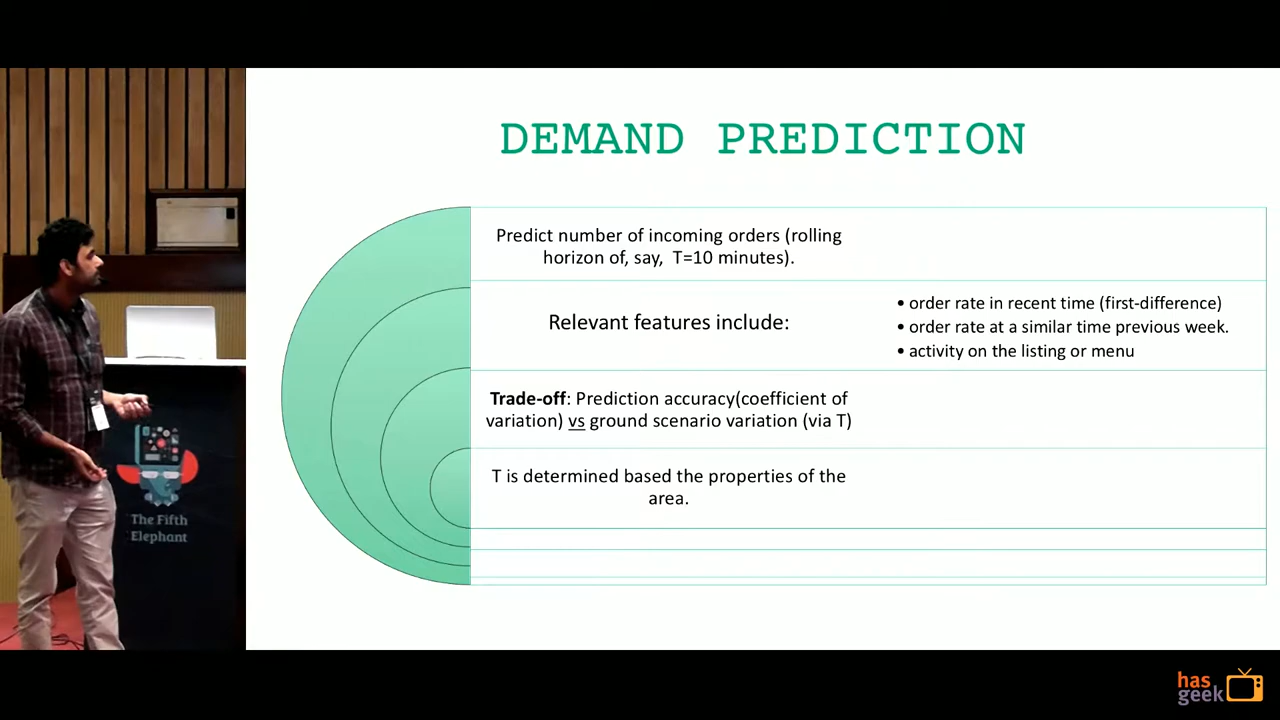 DEMAND PREDICTION
Predict number of incoming orders (rolling
horizon of, say, T=10 minutes).
Relevant features include:
• order rate in recent time (first-difference)
• order rate at a similar time previous week.
• activity on the listing or menu
Trade-off: Prediction accuracy(coefficient of
variation) vs ground scenario variation (via T)
T is determined based the properties of the
area.
The Fifth
Elephant
has
geek